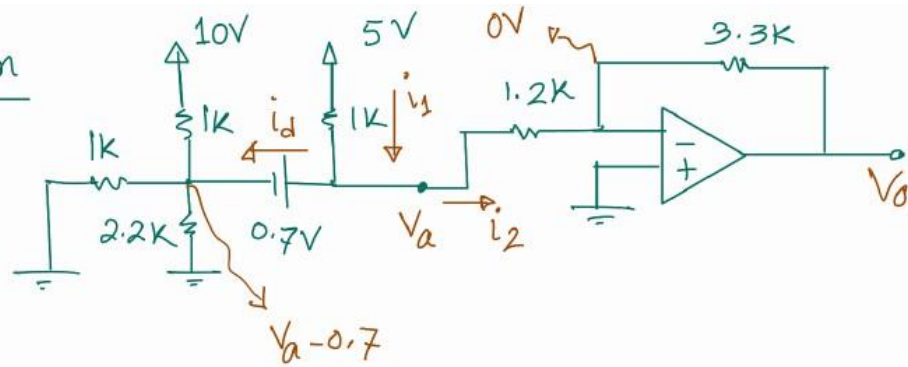 n
10V
5V
0V
3.3K
1K
id
1K
i1
1.2K
1K
2.2K
0.7V
Va
i2
−
+
Vo
Va-0.7